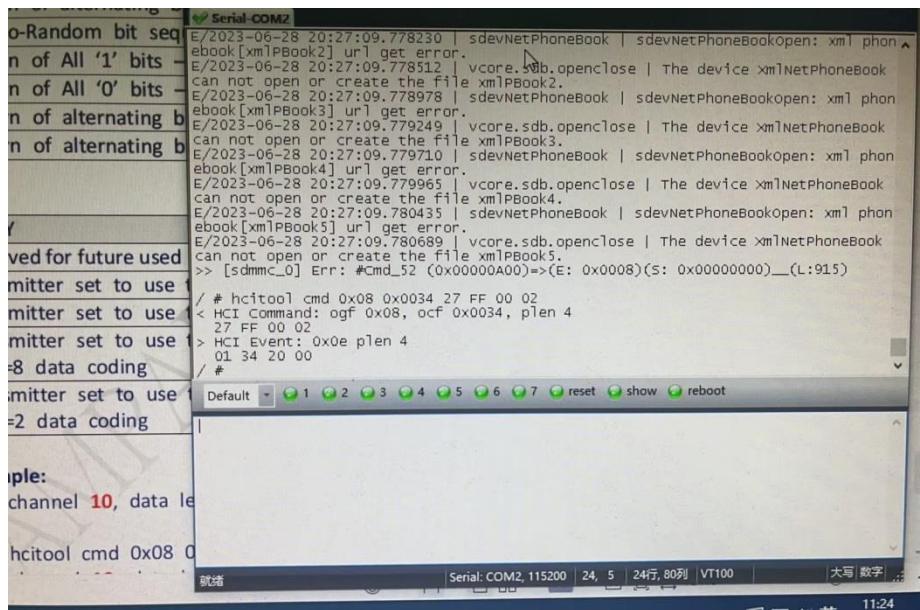 o-Random bit seq
n of All '1' bits –
n of All '0' bits –
n of alternating b
n of alternating b
ved for future used
mitter set to use
mitter set to use
mitter set to use
=8 data coding
mitter set to use
=2 data coding
ple:
channel 10, data le
hcitool cmd 0x08 0
Serial-COM2
E/2023-06-28 20:27:09.778230 | sdevNetPhoneBook | sdevNetPhoneBookOpen: xml phon
ebook[xmlPBook2] url get error.
E/2023-06-28 20:27:09.778512 | vcore.sdb.openclose | The device xmlNetPhoneBook
can not open or create the file xmlPBook2.
E/2023-06-28 20:27:09.778978 | sdevNetPhoneBook | sdevNetPhoneBookOpen: xml phon
ebook[xmlPBook3] url get error.
E/2023-06-28 20:27:09.779249 | vcore.sdb.openclose | The device xmlNetPhoneBook
can not open or create the file xmlPBook3.
E/2023-06-28 20:27:09.779710 | sdevNetPhoneBook | sdevNetPhoneBookOpen: xml phon
ebook[xmlPBook4] url get error.
E/2023-06-28 20:27:09.779965 | vcore.sdb.openclose | The device xmlNetPhoneBook
can not open or create the file xmlPBook4.
E/2023-06-28 20:27:09.780435 | sdevNetPhoneBook | sdevNetPhoneBookOpen: xml phon
ebook[xmlPBook5] url get error.
E/2023-06-28 20:27:09.780689 | vcore.sdb.openclose | The device xmlNetPhoneBook
can not open or create the file xmlPBook5.
>> [sdmmc_0] Err: #Cmd_52 (0x00000A00)=>(E: 0x0008)(S: 0x00000000)__(L:915)
/ # hcitool cmd 0x08 0x0034 27 FF 00 02
< HCI Command: ogf 0x08, ocf 0x0034, plen 4
27 FF 00 02
> HCI Event: 0x0e plen 4
01 34 20 00
/ #
Default 1 2 3 4 5 6 7 reset show reboot
就绪 Serial: COM2, 115200 24, 5 24行, 80列 VT100 大写 数字
11:24